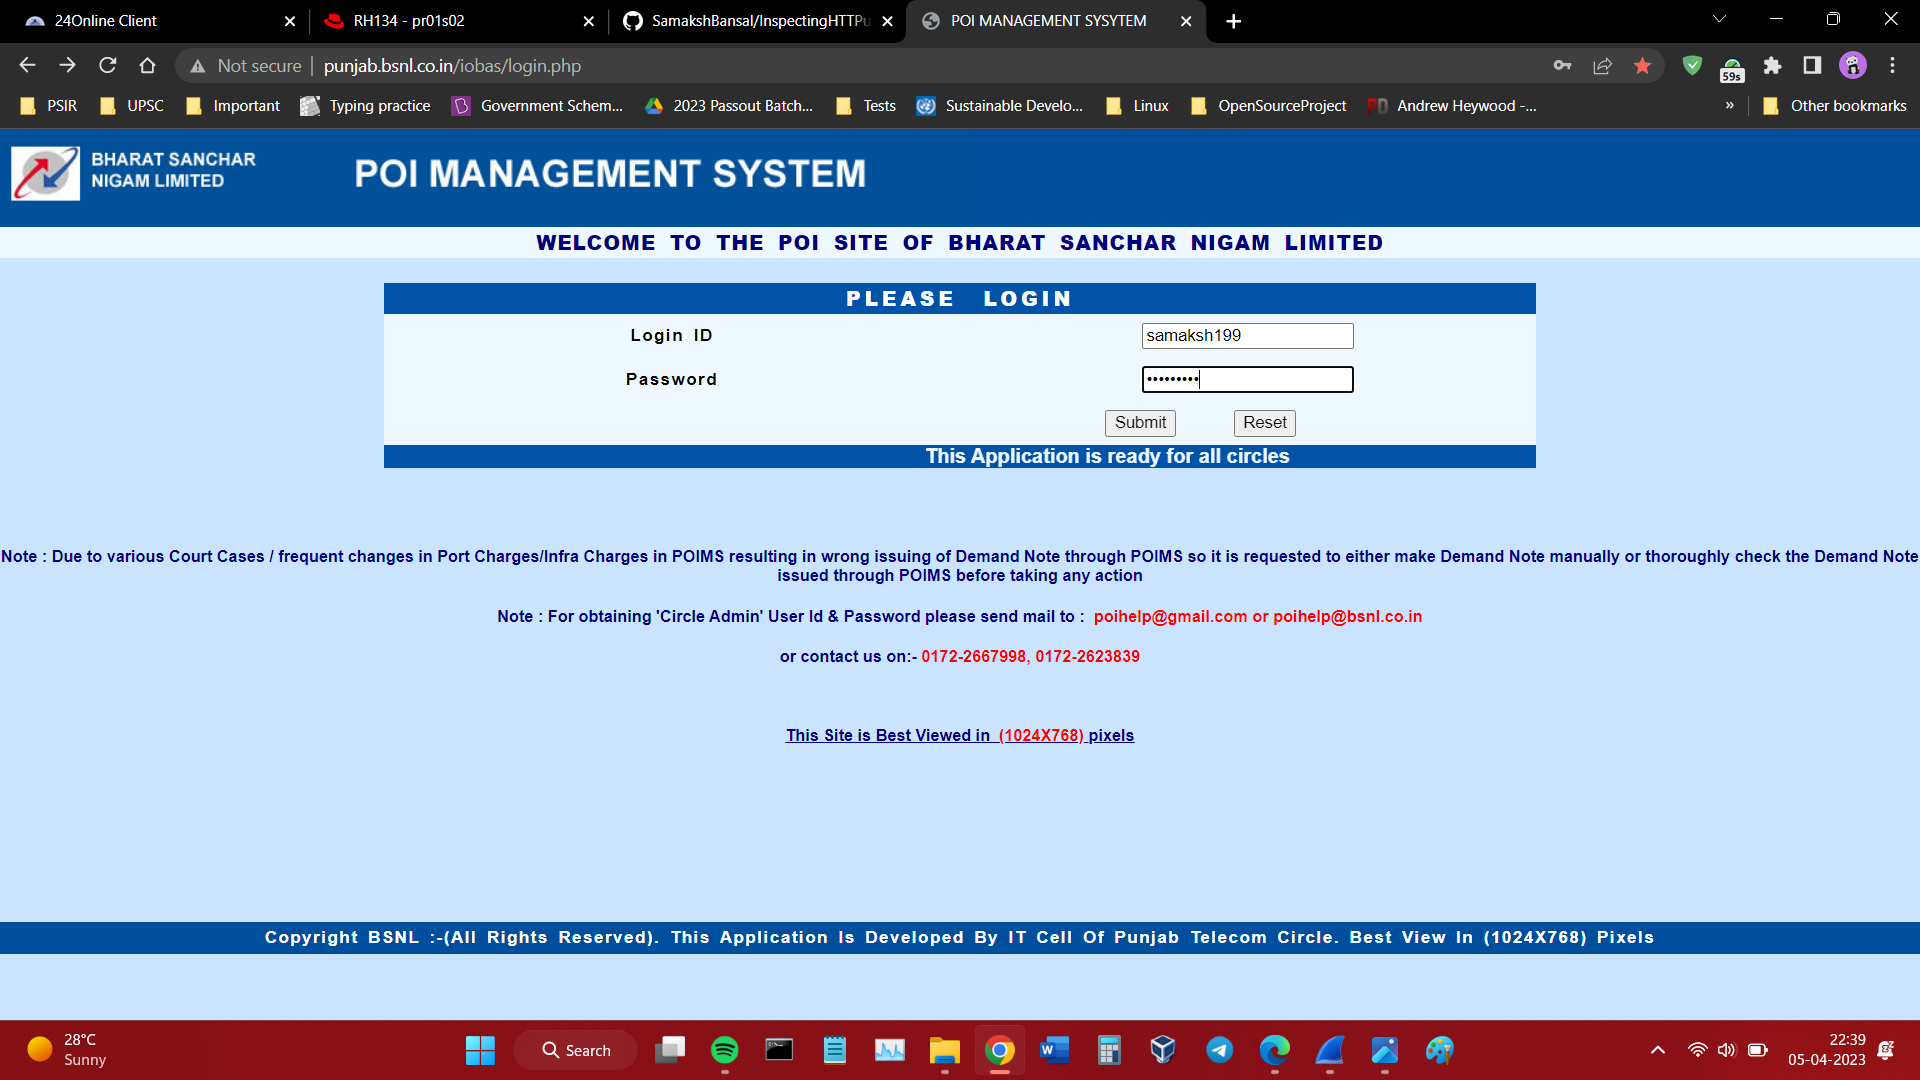 24Online Client
RH134 - pr01s02
SamakshBansal/InspectingHTTPu
POI MANAGEMENT SYSYTEM
Not secure
punjab.bsnl.co.in/iobas/login.php
59s
PSIR
UPSC
Important
Typing practice
Government Schem...
2023 Passout Batch...
Tests
Sustainable Develo...
Linux
OpenSourceProject
Andrew Heywood -...
»
Other bookmarks
BHARAT SANCHAR
NIGAM LIMITED
POI MANAGEMENT SYSTEM
WELCOME TO THE POI SITE OF BHARAT SANCHAR NIGAM LIMITED
PLEASE LOGIN
Login ID
samaksh199
Password
•••••••••
Submit
Reset
This Application is ready for all circles
Note : Due to various Court Cases / frequent changes in Port Charges/Infra Charges in POIMS resulting in wrong issuing of Demand Note through POIMS so it is requested to either make Demand Note manually or thoroughly check the Demand Note
issued through POIMS before taking any action
Note : For obtaining 'Circle Admin' User Id & Password please send mail to : poihelp@gmail.com or poihelp@bsnl.co.in
or contact us on:- 0172-2667998, 0172-2623839
This Site is Best Viewed in (1024X768) pixels
Copyright BSNL :-(All Rights Reserved). This Application Is Developed By IT Cell Of Punjab Telecom Circle. Best View In (1024X768) Pixels
28°C
Sunny
Search
22:39
05-04-2023